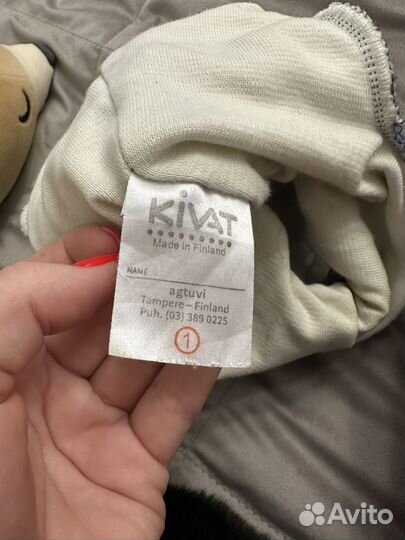 KiVAT
Made in Finland
NAME
agtuvi
Tampere – Finland
Puh. (03) 389 0225
1
Avito